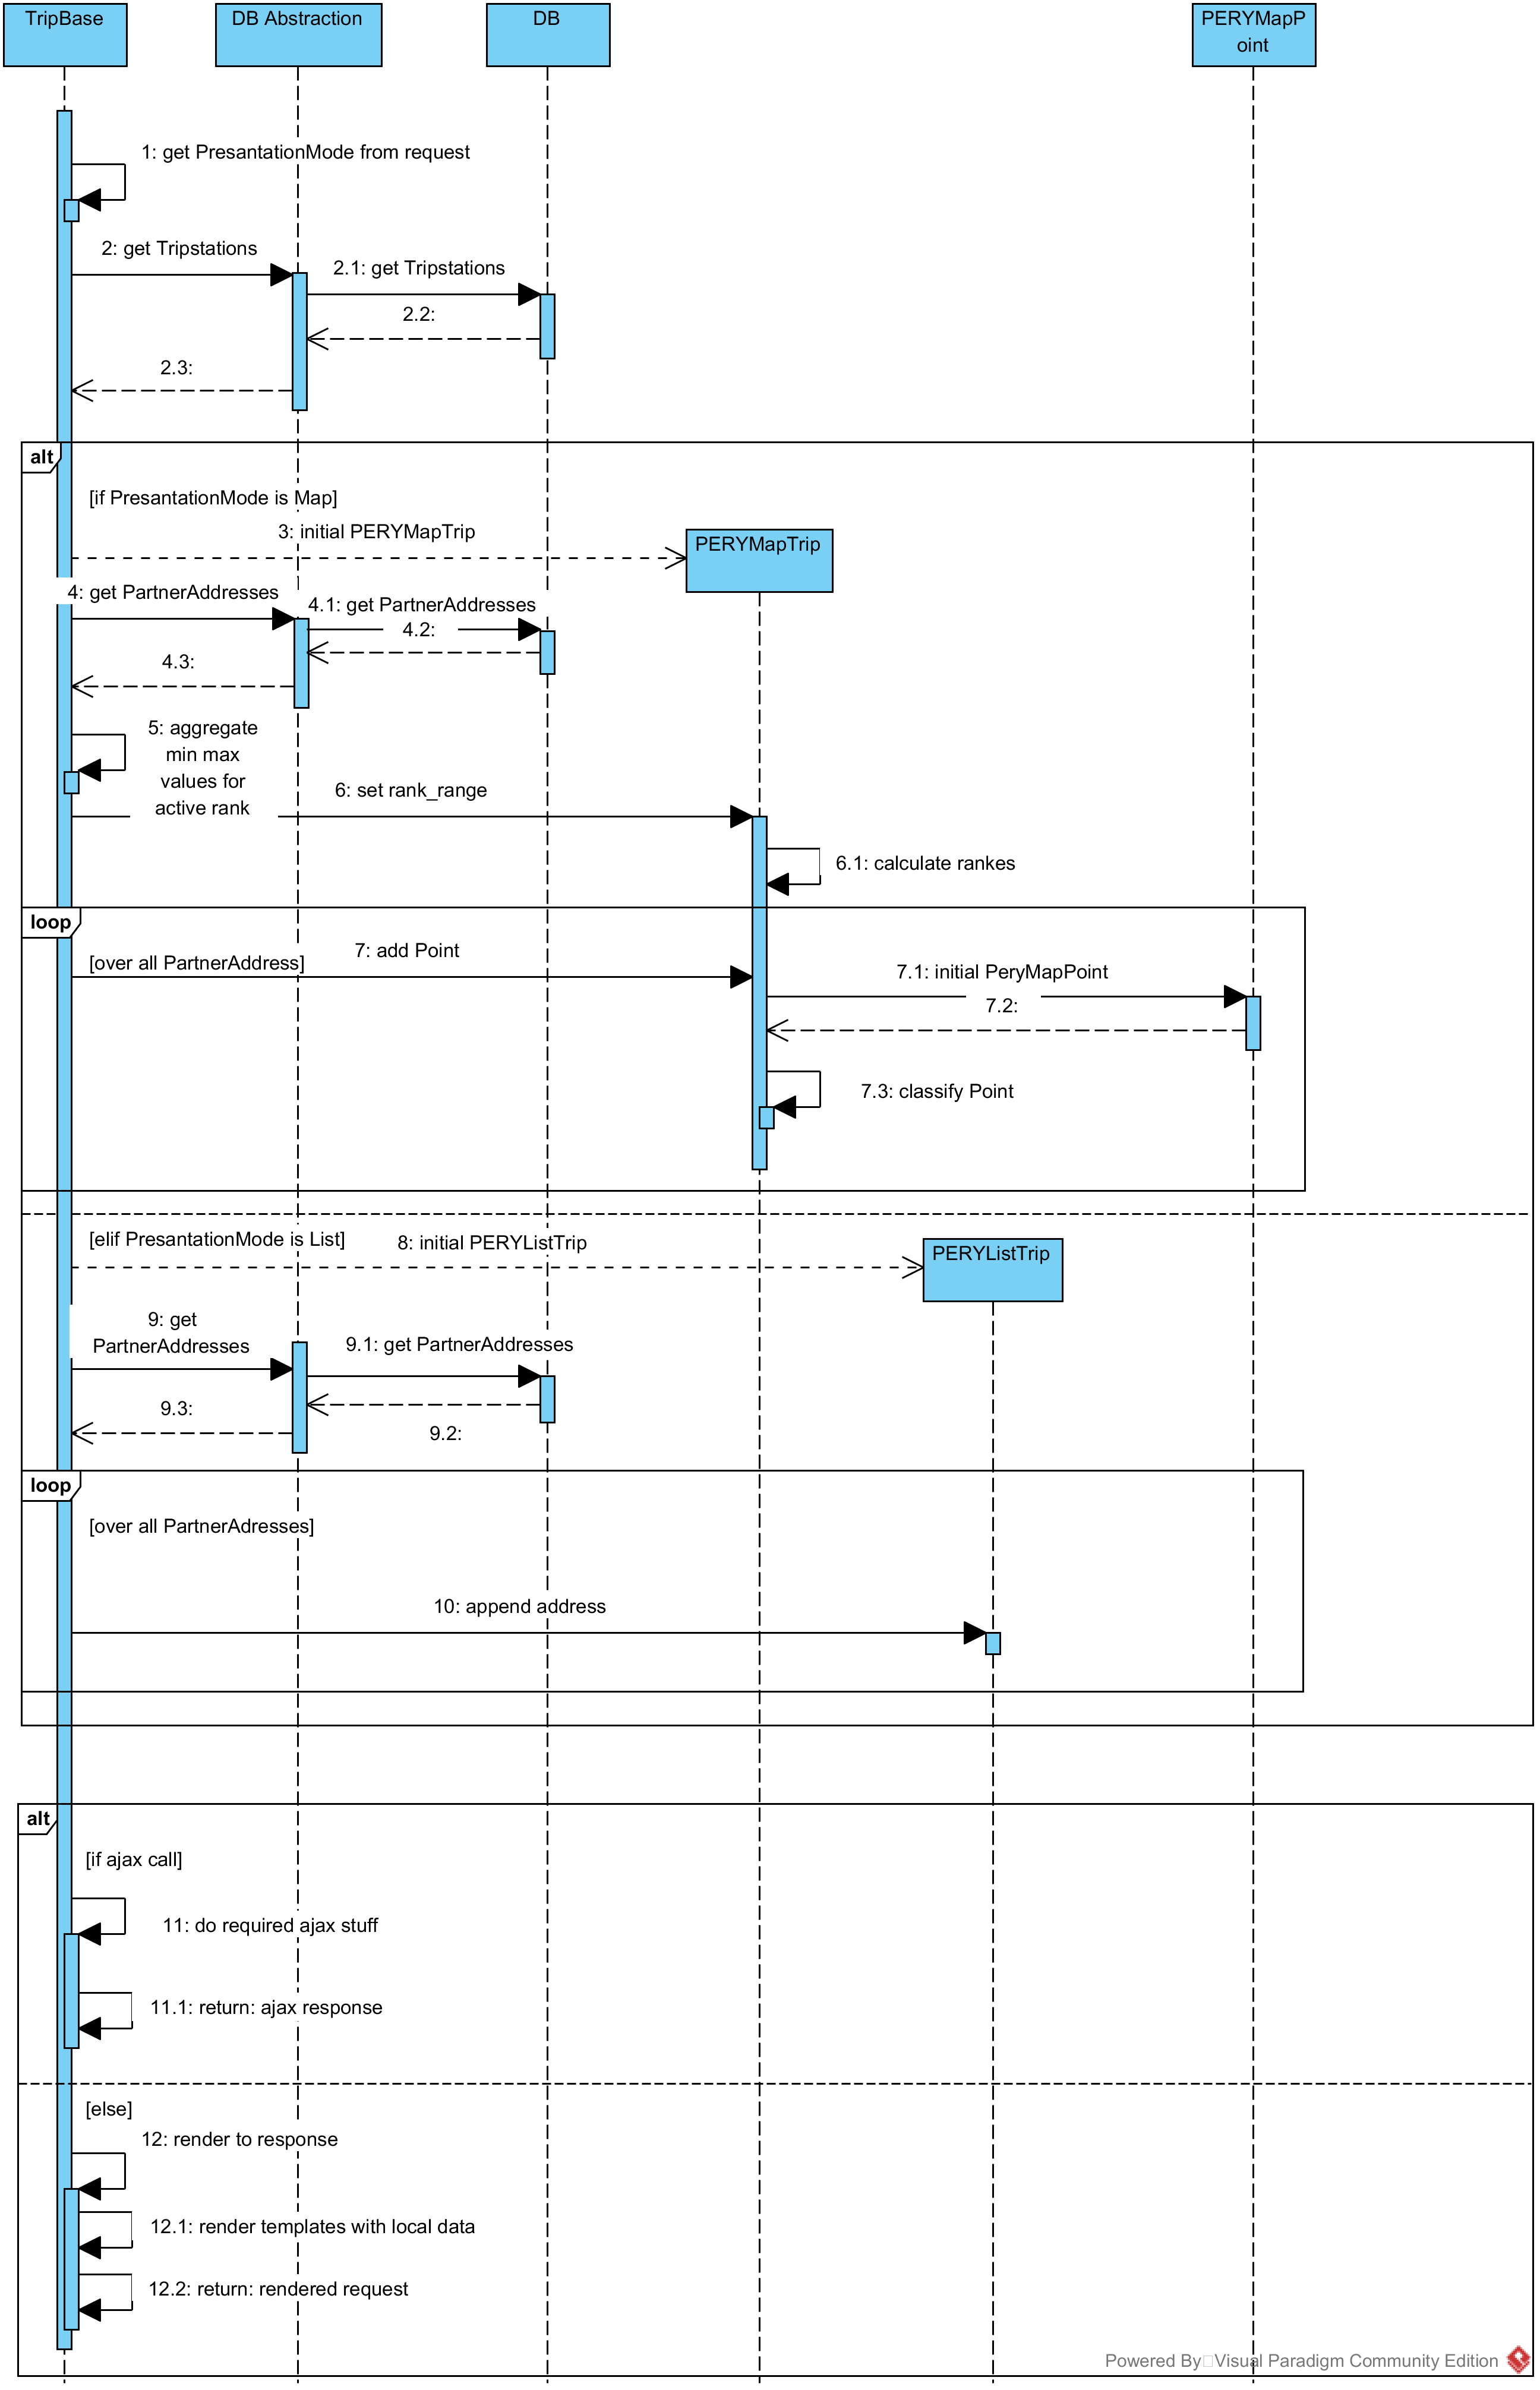 TripBase
DB Abstraction
DB
PERYMapP
oint
1: get PresantationMode from request
2: get Tripstations
2.1: get Tripstations
2.2:
2.3:
alt
[if PresantationMode is Map]
3: initial PERYMapTrip
PERYMapTrip
4: get PartnerAddresses
4.1: get PartnerAddresses
4.2:
4.3:
5: aggregate
min max
values for
active rank
6: set rank_range
6.1: calculate rankes
loop
[over all PartnerAddress]
7: add Point
7.1: initial PeryMapPoint
7.2:
7.3: classify Point
[elif PresantationMode is List]
8: initial PERYListTrip
PERYListTrip
9: get
PartnerAddresses
9.1: get PartnerAddresses
9.3:
9.2:
loop
[over all PartnerAdresses]
10: append address
alt
[if ajax call]
11: do required ajax stuff
11.1: return: ajax response
[else]
12: render to response
12.1: render templates with local data
12.2: return: rendered request
Powered By Visual Paradigm Community Edition